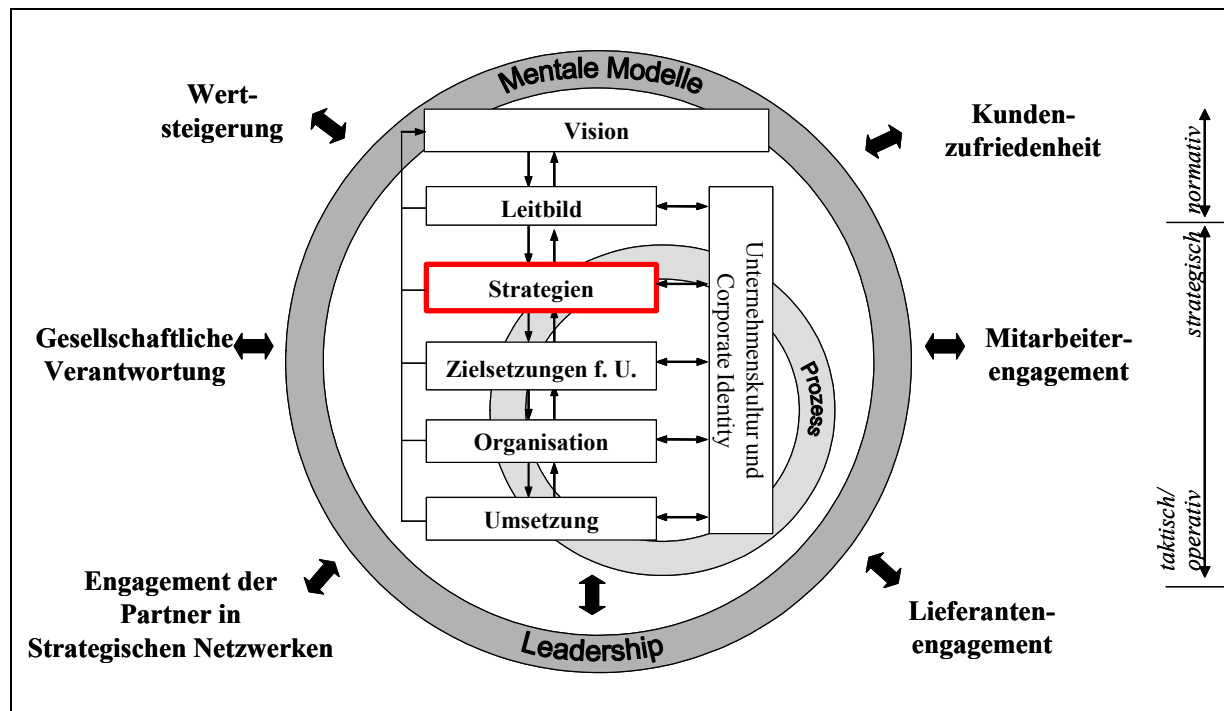 Mentale Modelle
Wert-
steigerung
Kunden-
zufriedenheit
Vision
normativ
Leitbild
Strategien
strategisch
Unternehmenskultur und
Corporate Identity
Gesellschaftliche
Verantwortung
Zielsetzungen f. U.
Prozess
Mitarbeiter-
engagement
Organisation
Umsetzung
taktisch/
operativ
Engagement der
Partner in
Strategischen Netzwerken
Lieferanten-
engagement
Leadership